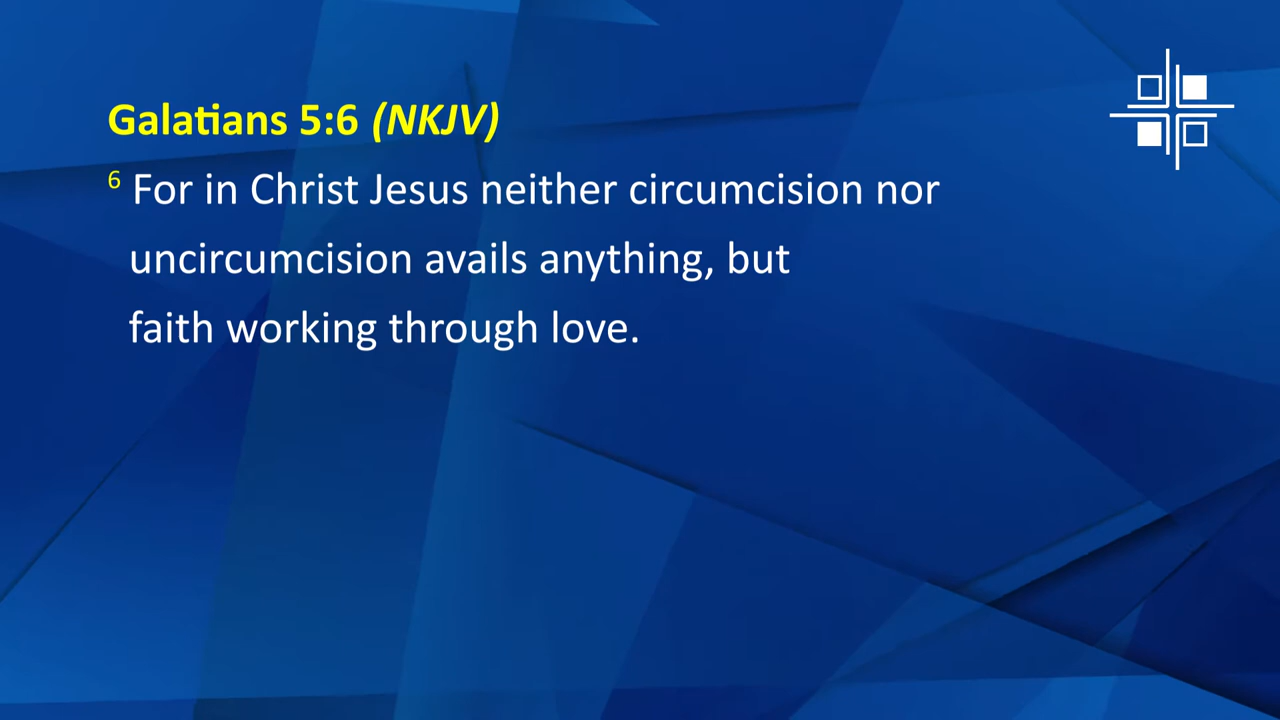 Galatians 5:6 (NKJV)
6 For in Christ Jesus neither circumcision nor
uncircumcision avails anything, but
faith working through love.